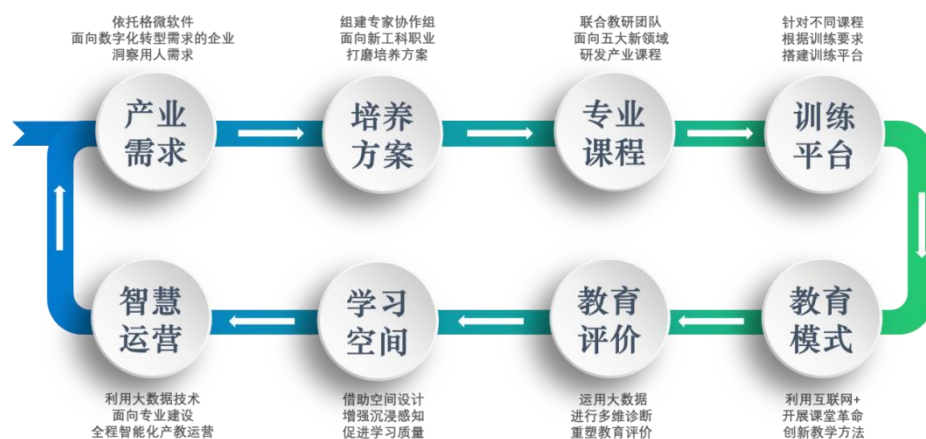 依托格微软件
面向数字化转型需求的企业
洞察用人需求
产业
需求
组建专家协作组
面向新工科职业
打磨培养方案
培养
方案
联合教研团队
面向五大新领域
研发产业课程
专业
课程
针对不同课程
根据训练要求
搭建训练平台
训练
平台
教育
模式
利用互联网+
开展课堂革命
创新教学方法
教育
评价
运用大数据
进行多维诊断
重塑教育评价
学习
空间
借助空间设计
增强沉浸感知
促进学习质量
智慧
运营
利用大数据技术
面向专业建设
全程智能化产教运营